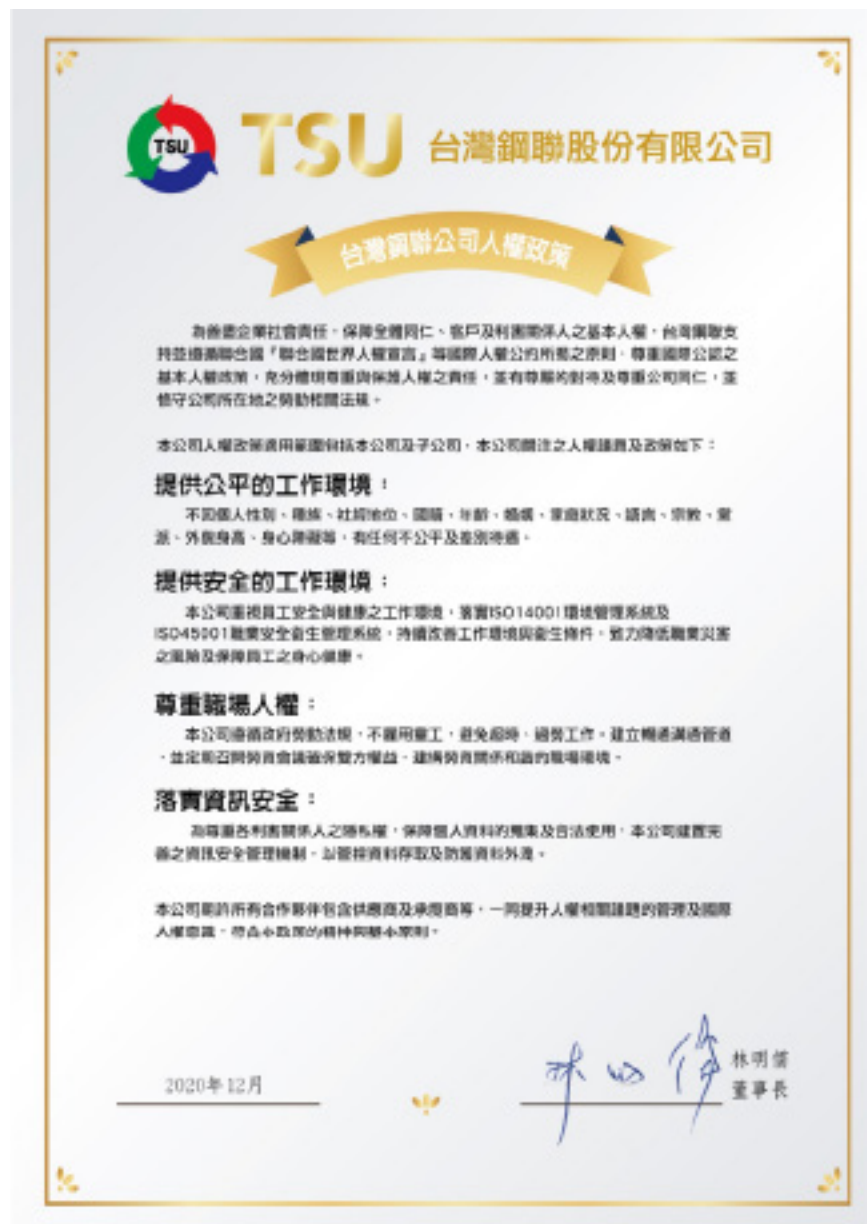 TSU
TSU 台灣鋼聯股份有限公司
台灣鋼聯公司人權政策
為善盡企業社會責任，保障全體同仁、客戶及利害關係人之基本人權，台灣鋼聯支
持並遵循聯合國『聯合國世界人權宣言』等國際人權公約所揭之原則，尊重國際公認之
基本人權政策，充分體現尊重與保護人權之責任，並有尊嚴的對待及尊重公司同仁，並
恪守公司所在地之勞動相關法規。
本公司人權政策適用範圍包括本公司及子公司，本公司關注之人權議員及政策如下：
提供公平的工作環境：
不因個人性別、種族、社經地位、國籍、年齡、婚姻、家庭狀況、語言、宗教、黨
派、外貌身高、身心障礙等，有任何不公平及差別待遇。
提供安全的工作環境：
本公司重視員工安全與健康之工作環境，落實ISO14001環境管理系統及
ISO45001職業安全衛生管理系統，持續改善工作環境與衛生條件，致力降低職業災害
之風險及保障員工之身心健康。
尊重職場人權：
本公司遵循政府勞動法規，不雇用童工，避免超時、過勞工作。建立暢通溝通管道
，並定期召開勞資會議確保雙方權益，建構勞資關係和諧的職場環境。
落實資訊安全：
為尊重各利害關係人之隱私權，保障個人資料的蒐集及合法使用，本公司建置完
善之資訊安全管理機制，以管控資料存取及防護資料外洩。
本公司期許所有合作夥伴包含供應商及承攬商等，一同提升人權相關議題的管理及國際
人權意識，符合本政策的精神與基本原則。
林明儒
2020年12月
董事長